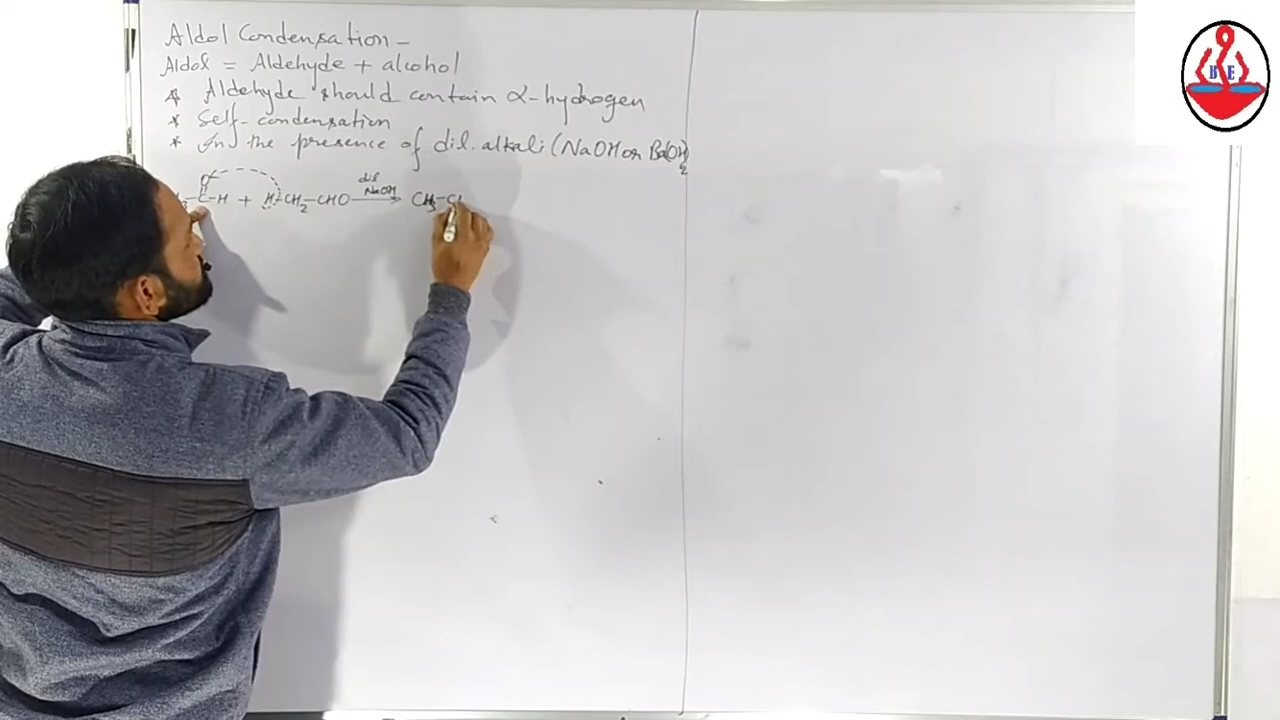 Aldol Condensation -
Aldol = Aldehyde + alcohol
* Aldehyde should contain α-hydrogen
* Self-condensation
* In the presence of dil. alkali (NaOH or Ba(OH)2
O
-C-H + H-CH2-CHO dil NaOH → CH3-C
B E